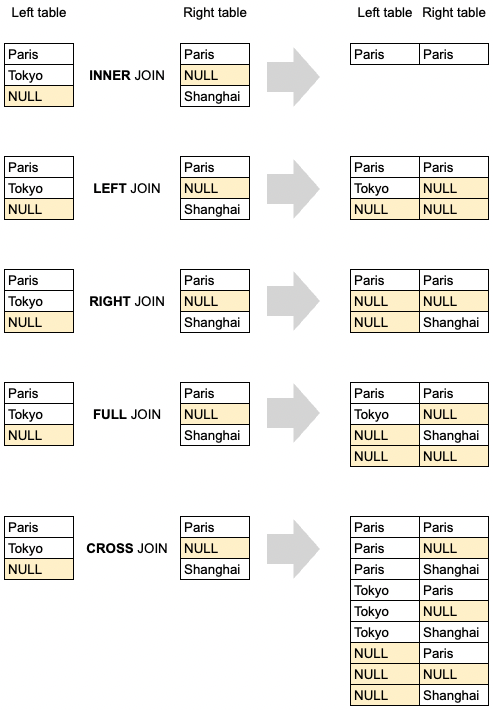 Left table Right table Left table Right table
Paris Paris Paris Paris
Tokyo INNER JOIN NULL
NULL Shanghai
Paris Paris Paris Paris
Tokyo LEFT JOIN NULL Tokyo NULL
NULL Shanghai NULL NULL
Paris Paris Paris Paris
Tokyo RIGHT JOIN NULL NULL NULL
NULL Shanghai NULL Shanghai
Paris Paris Paris Paris
Tokyo FULL JOIN NULL Tokyo NULL
NULL Shanghai NULL Shanghai
NULL NULL
Paris Paris Paris Paris
Tokyo CROSS JOIN NULL Paris NULL
NULL Shanghai Paris Shanghai
Tokyo Paris
Tokyo NULL
Tokyo Shanghai
NULL Paris
NULL NULL
NULL Shanghai